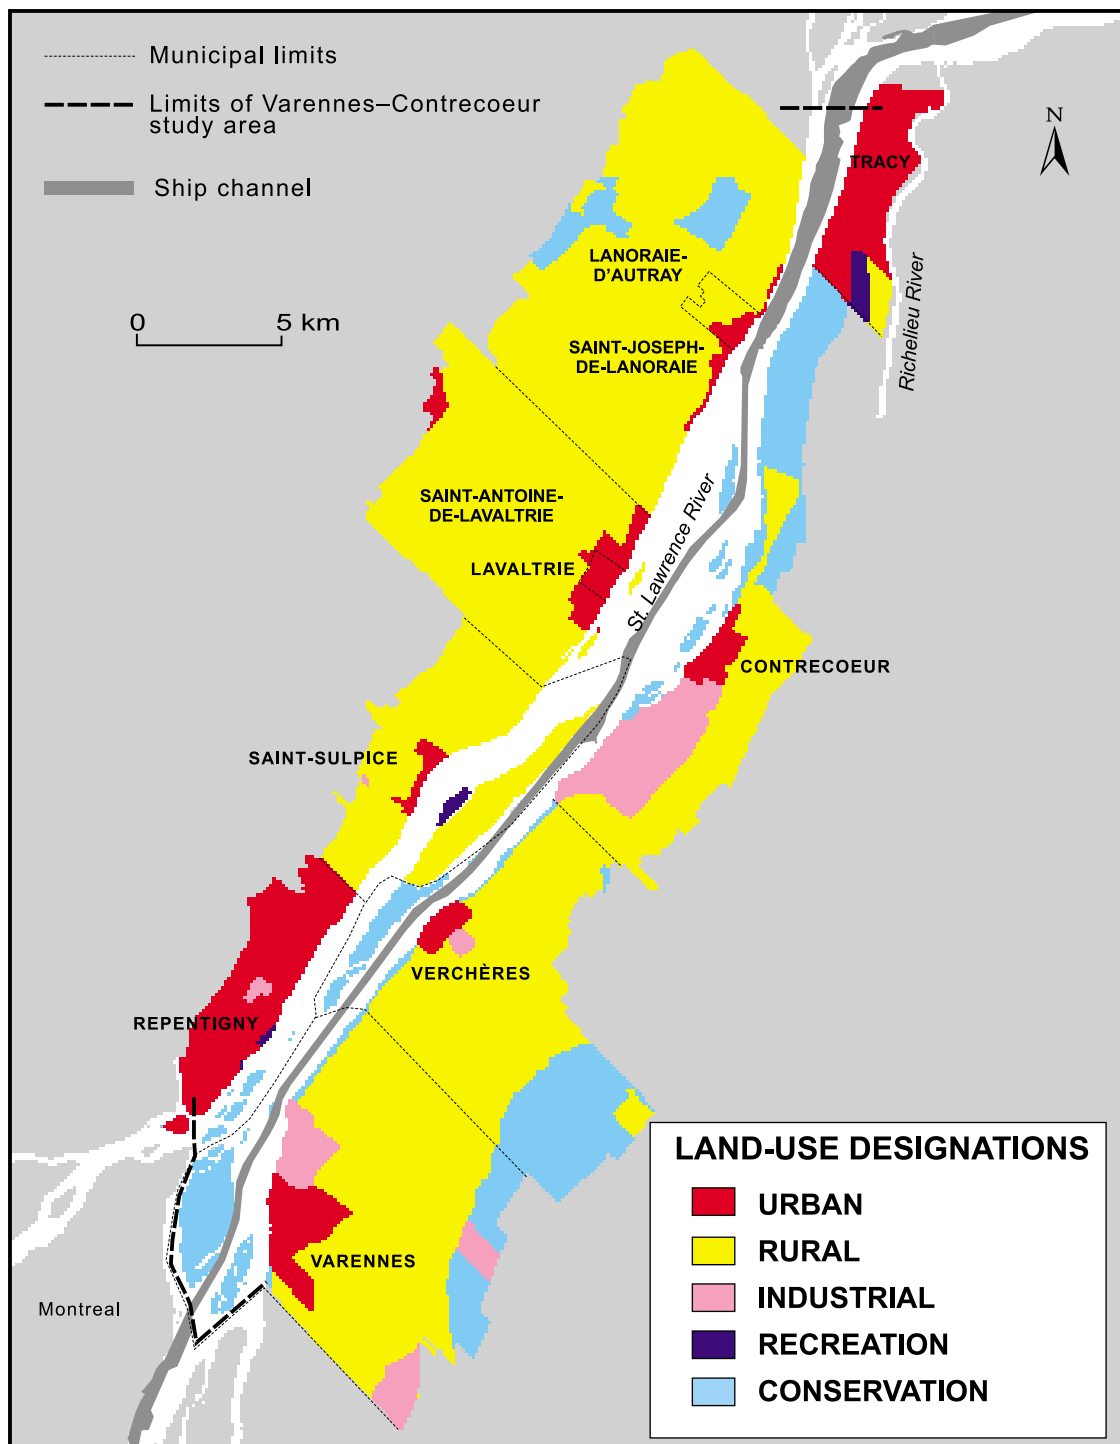 Municipal limits
Limits of Varennes–Contrecoeur
study area
Ship channel
N
TRACY
LANORAIE-
D'AUTRAY
Richelieu River
0 5 km
SAINT-JOSEPH-
DE-LANORAIE
SAINT-ANTOINE-
DE-LAVALTRIE
LAVALTRIE
St. Lawrence River
CONTRECOEUR
SAINT-SULPICE
VERCHÈRES
REPENTIGNY
VARENNES
Montreal
LAND-USE DESIGNATIONS
URBAN
RURAL
INDUSTRIAL
RECREATION
CONSERVATION